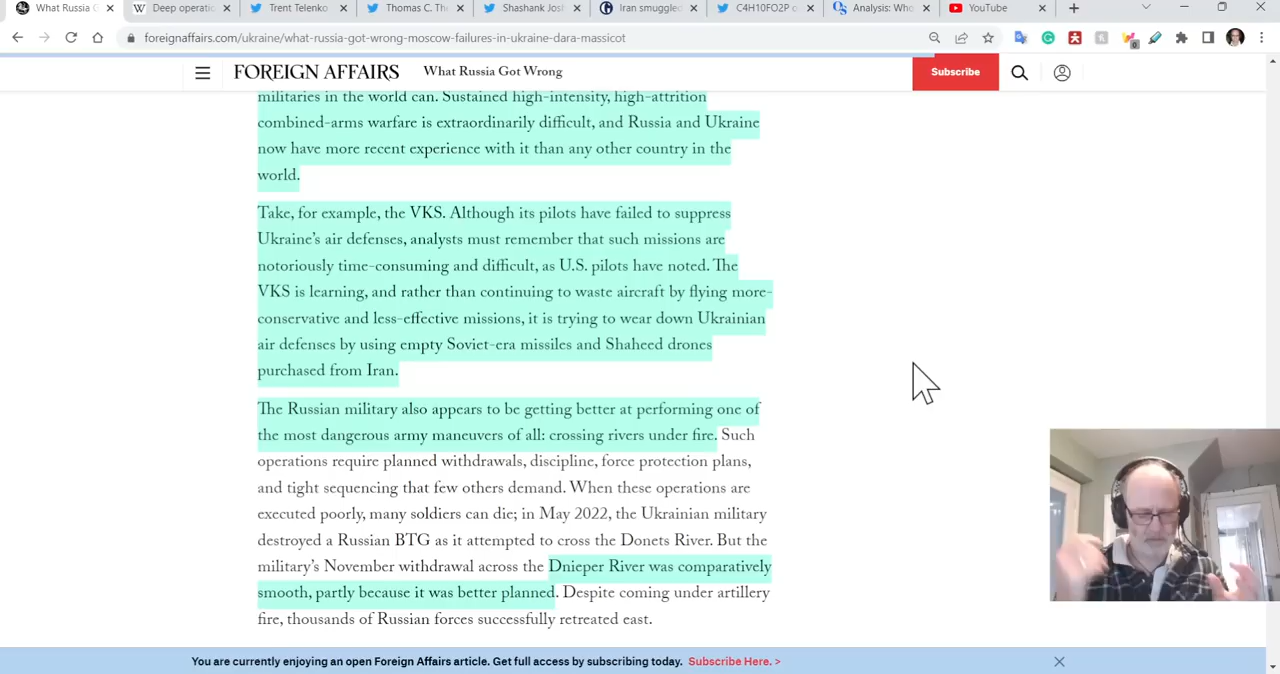 What Russia G
Deep operati
Trent Telenko
Thomas C. The
Shashank Josh
Iran smuggled
C4H10FO2P o
Analysis: Who
YouTube
foreignaffairs.com/ukraine/what-russia-got-wrong-moscow-failures-in-ukraine-dara-massicot
FOREIGN AFFAIRS What Russia Got Wrong Subscribe
militaries in the world can. Sustained high-intensity, high-attrition
combined-arms warfare is extraordinarily difficult, and Russia and Ukraine
now have more recent experience with it than any other country in the
world.
Take, for example, the VKS. Although its pilots have failed to suppress
Ukraine's air defenses, analysts must remember that such missions are
notoriously time-consuming and difficult, as U.S. pilots have noted. The
VKS is learning, and rather than continuing to waste aircraft by flying more-
conservative and less-effective missions, it is trying to wear down Ukrainian
air defenses by using empty Soviet-era missiles and Shaheed drones
purchased from Iran.
The Russian military also appears to be getting better at performing one of
the most dangerous army maneuvers of all: crossing rivers under fire. Such
operations require planned withdrawals, discipline, force protection plans,
and tight sequencing that few others demand. When these operations are
executed poorly, many soldiers can die; in May 2022, the Ukrainian military
destroyed a Russian BTG as it attempted to cross the Donets River. But the
military's November withdrawal across the Dnieper River was comparatively
smooth, partly because it was better planned. Despite coming under artillery
fire, thousands of Russian forces successfully retreated east.
You are currently enjoying an open Foreign Affairs article. Get full access by subscribing today. Subscribe Here. >